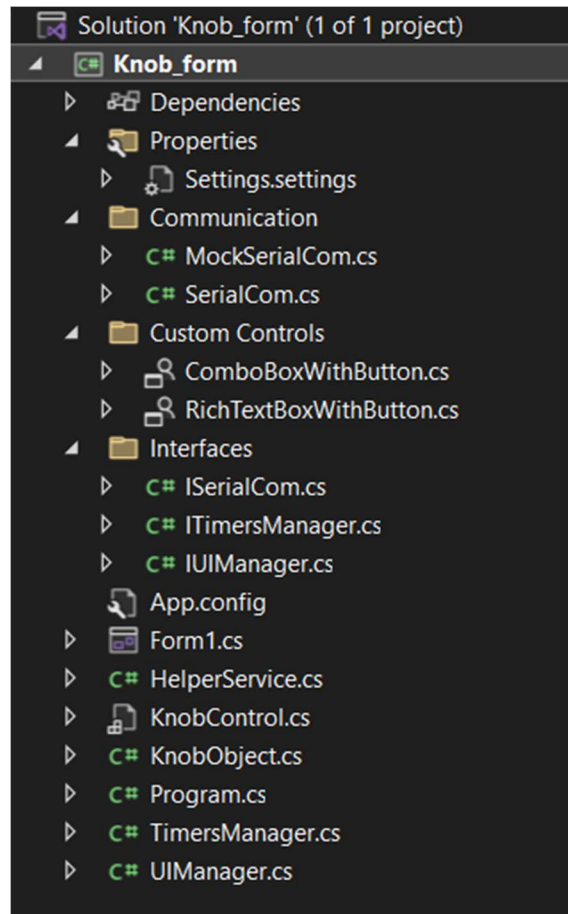 Solution 'Knob_form' (1 of 1 project)
C# Knob_form
Dependencies
Properties
Settings.settings
Communication
C# MockSerialCom.cs
C# SerialCom.cs
Custom Controls
ComboBoxWithButton.cs
RichTextBoxWithButton.cs
Interfaces
C# ISerialCom.cs
C# ITimersManager.cs
C# IUIManager.cs
App.config
Form1.cs
C# HelperService.cs
KnobControl.cs
C# KnobObject.cs
C# Program.cs
C# TimersManager.cs
C# UIManager.cs